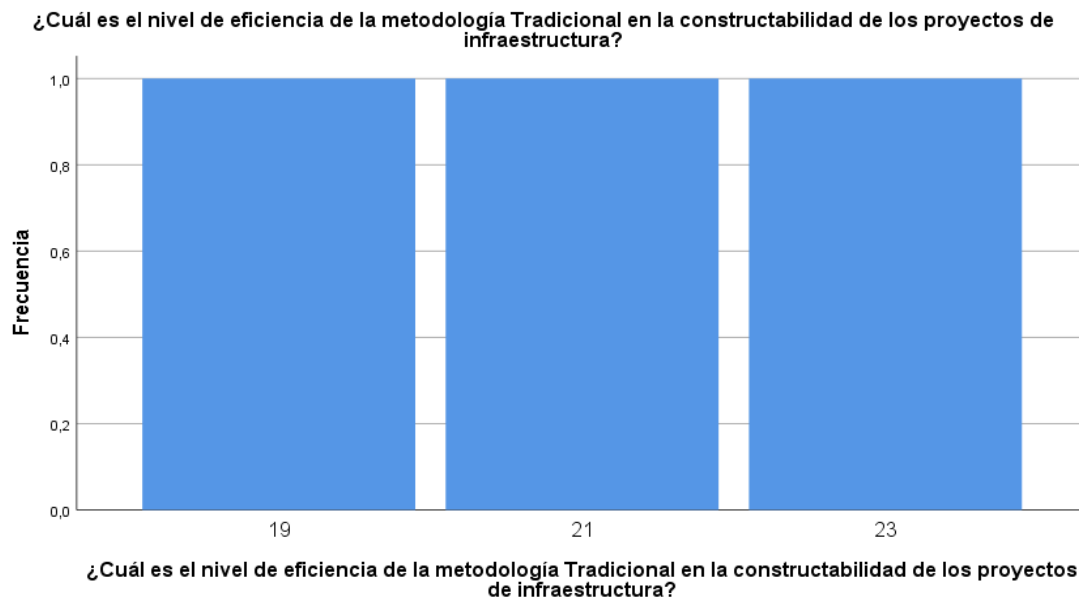 ¿Cuál es el nivel de eficiencia de la metodología Tradicional en la constructabilidad de los proyectos de
infraestructura?
1,0
0,8
0,6
0,4
0,2
0,0
Frecuencia
19 21 23
¿Cuál es el nivel de eficiencia de la metodología Tradicional en la constructabilidad de los proyectos
de infraestructura?